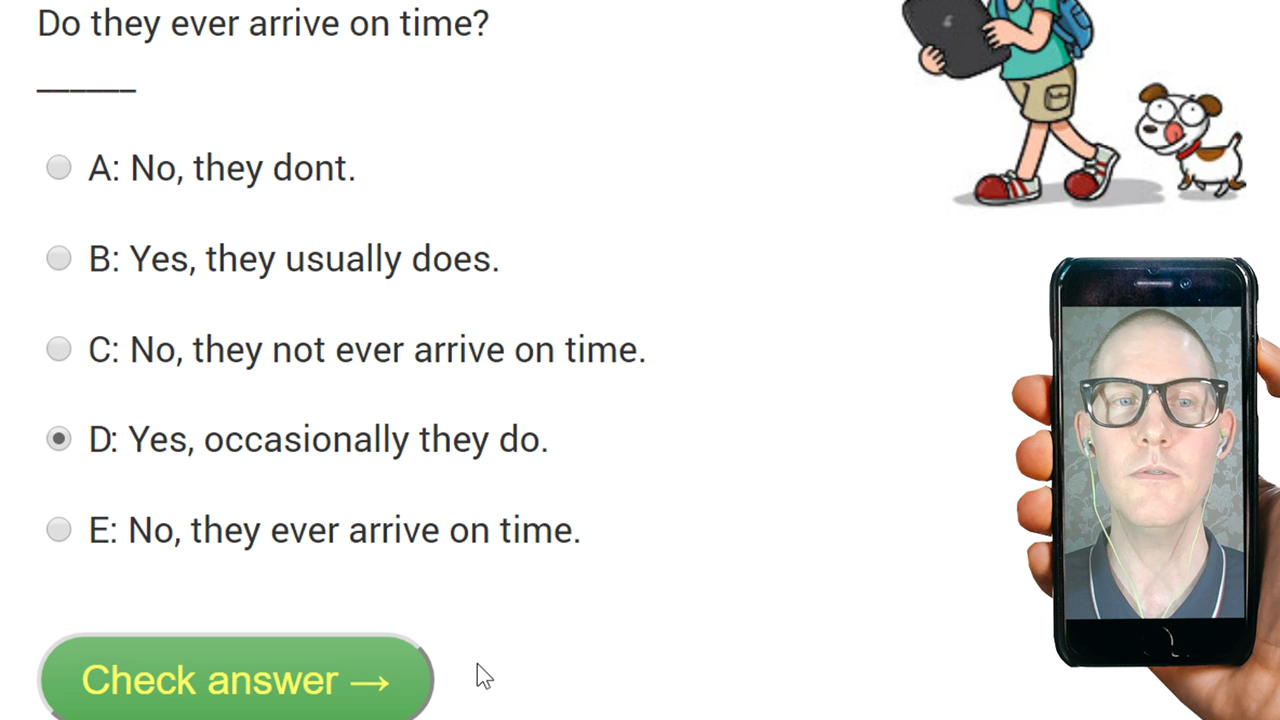 Do they ever arrive on time?
______
A: No, they dont.
B: Yes, they usually does.
C: No, they not ever arrive on time.
D: Yes, occasionally they do.
E: No, they ever arrive on time.
Check answer →